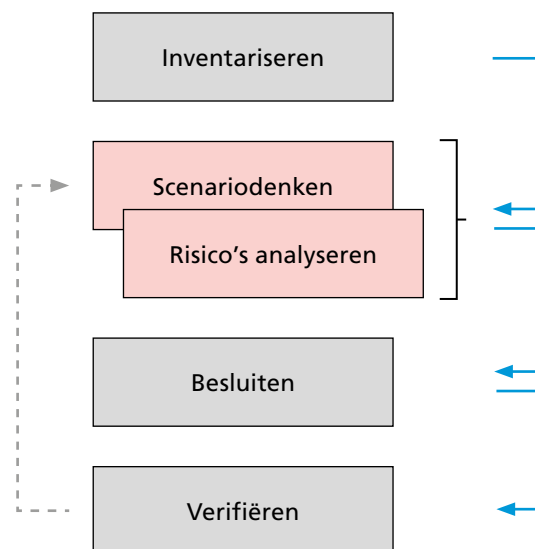 Inventariseren
Scenariodenken
Risico’s analyseren
Besluiten
Verifiëren